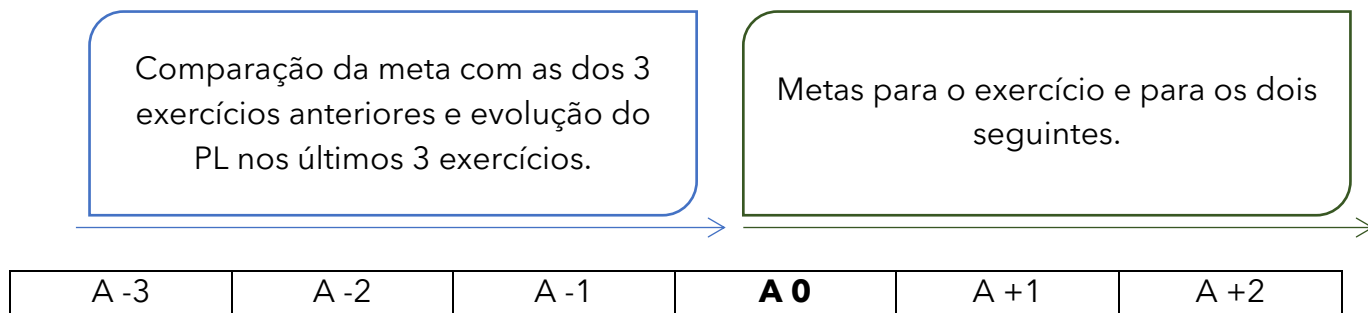 Comparação da meta com as dos 3
exercícios anteriores e evolução do
PL nos últimos 3 exercícios.
Metas para o exercício e para os dois
seguintes.
A -3 A -2 A -1 A 0 A +1 A +2